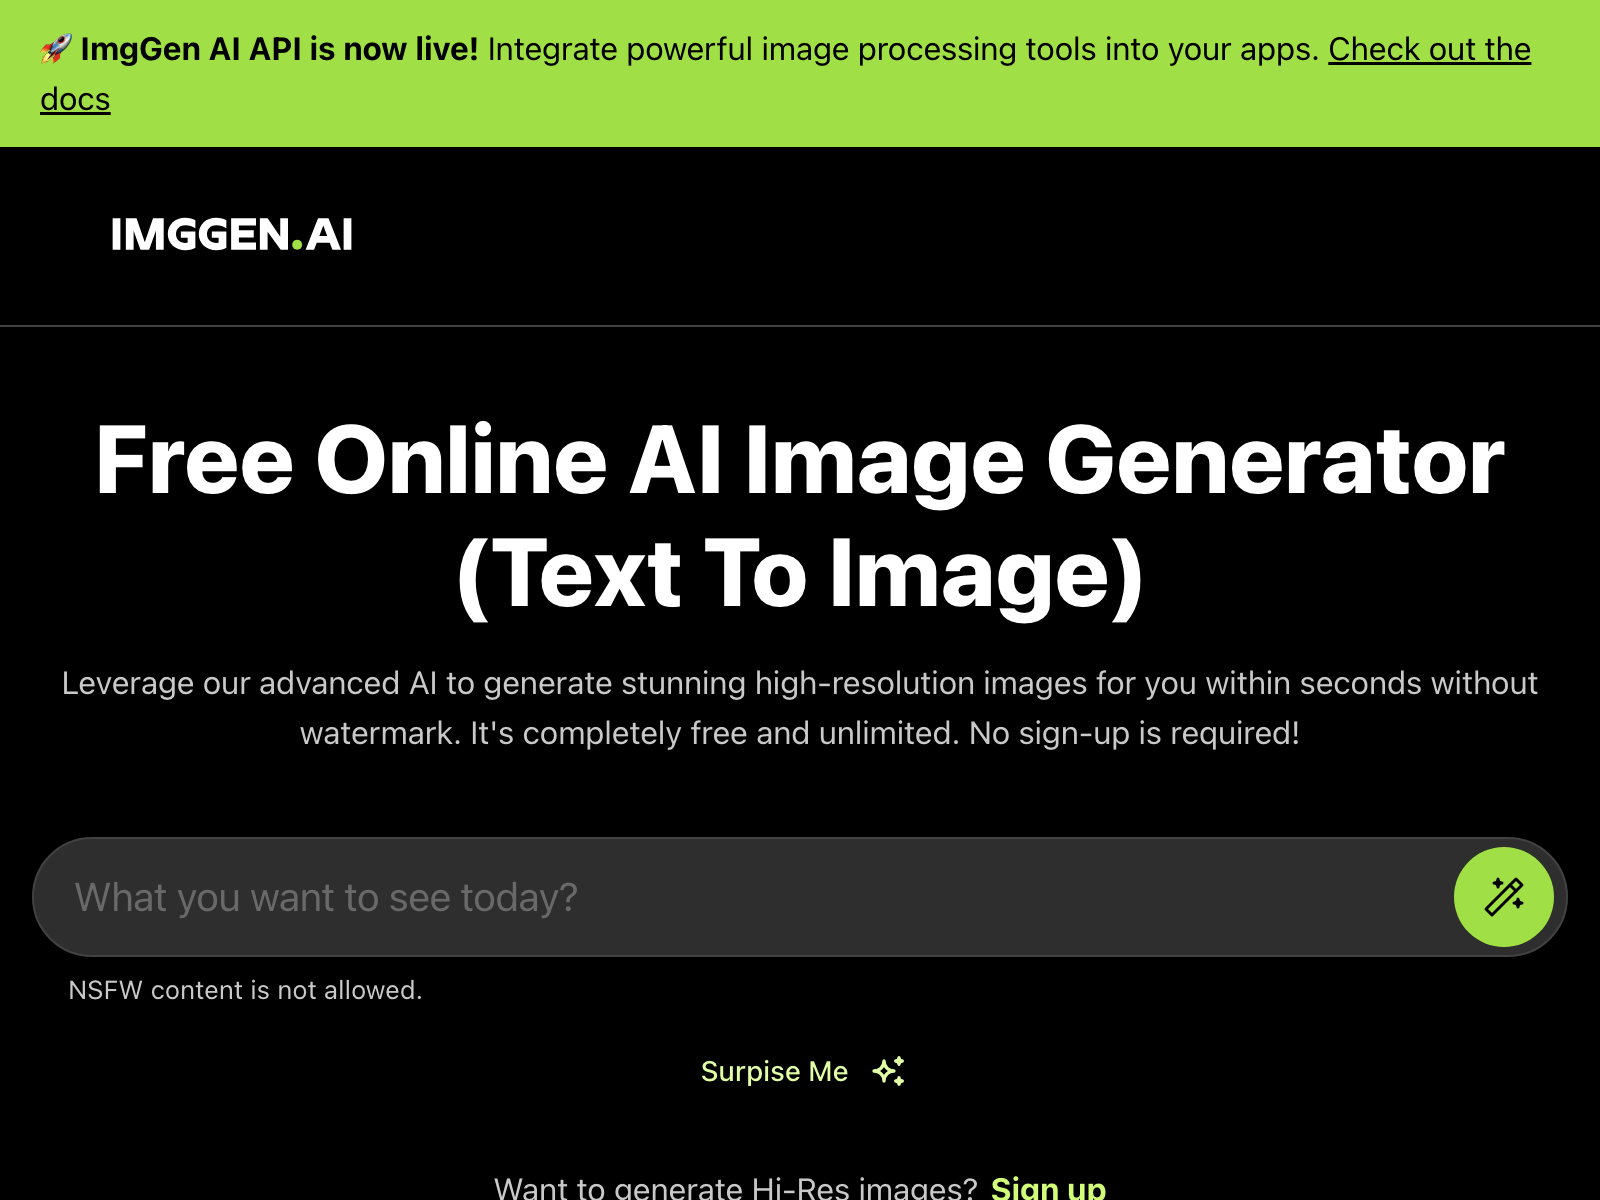 🚀 ImgGen AI API is now live! Integrate powerful image processing tools into your apps. Check out the
docs
IMGGEN.AI
Free Online AI Image Generator
(Text To Image)
Leverage our advanced AI to generate stunning high-resolution images for you within seconds without
watermark. It's completely free and unlimited. No sign-up is required!
What you want to see today?
NSFW content is not allowed.
Surpise Me
Want to generate Hi-Res images? Sign up